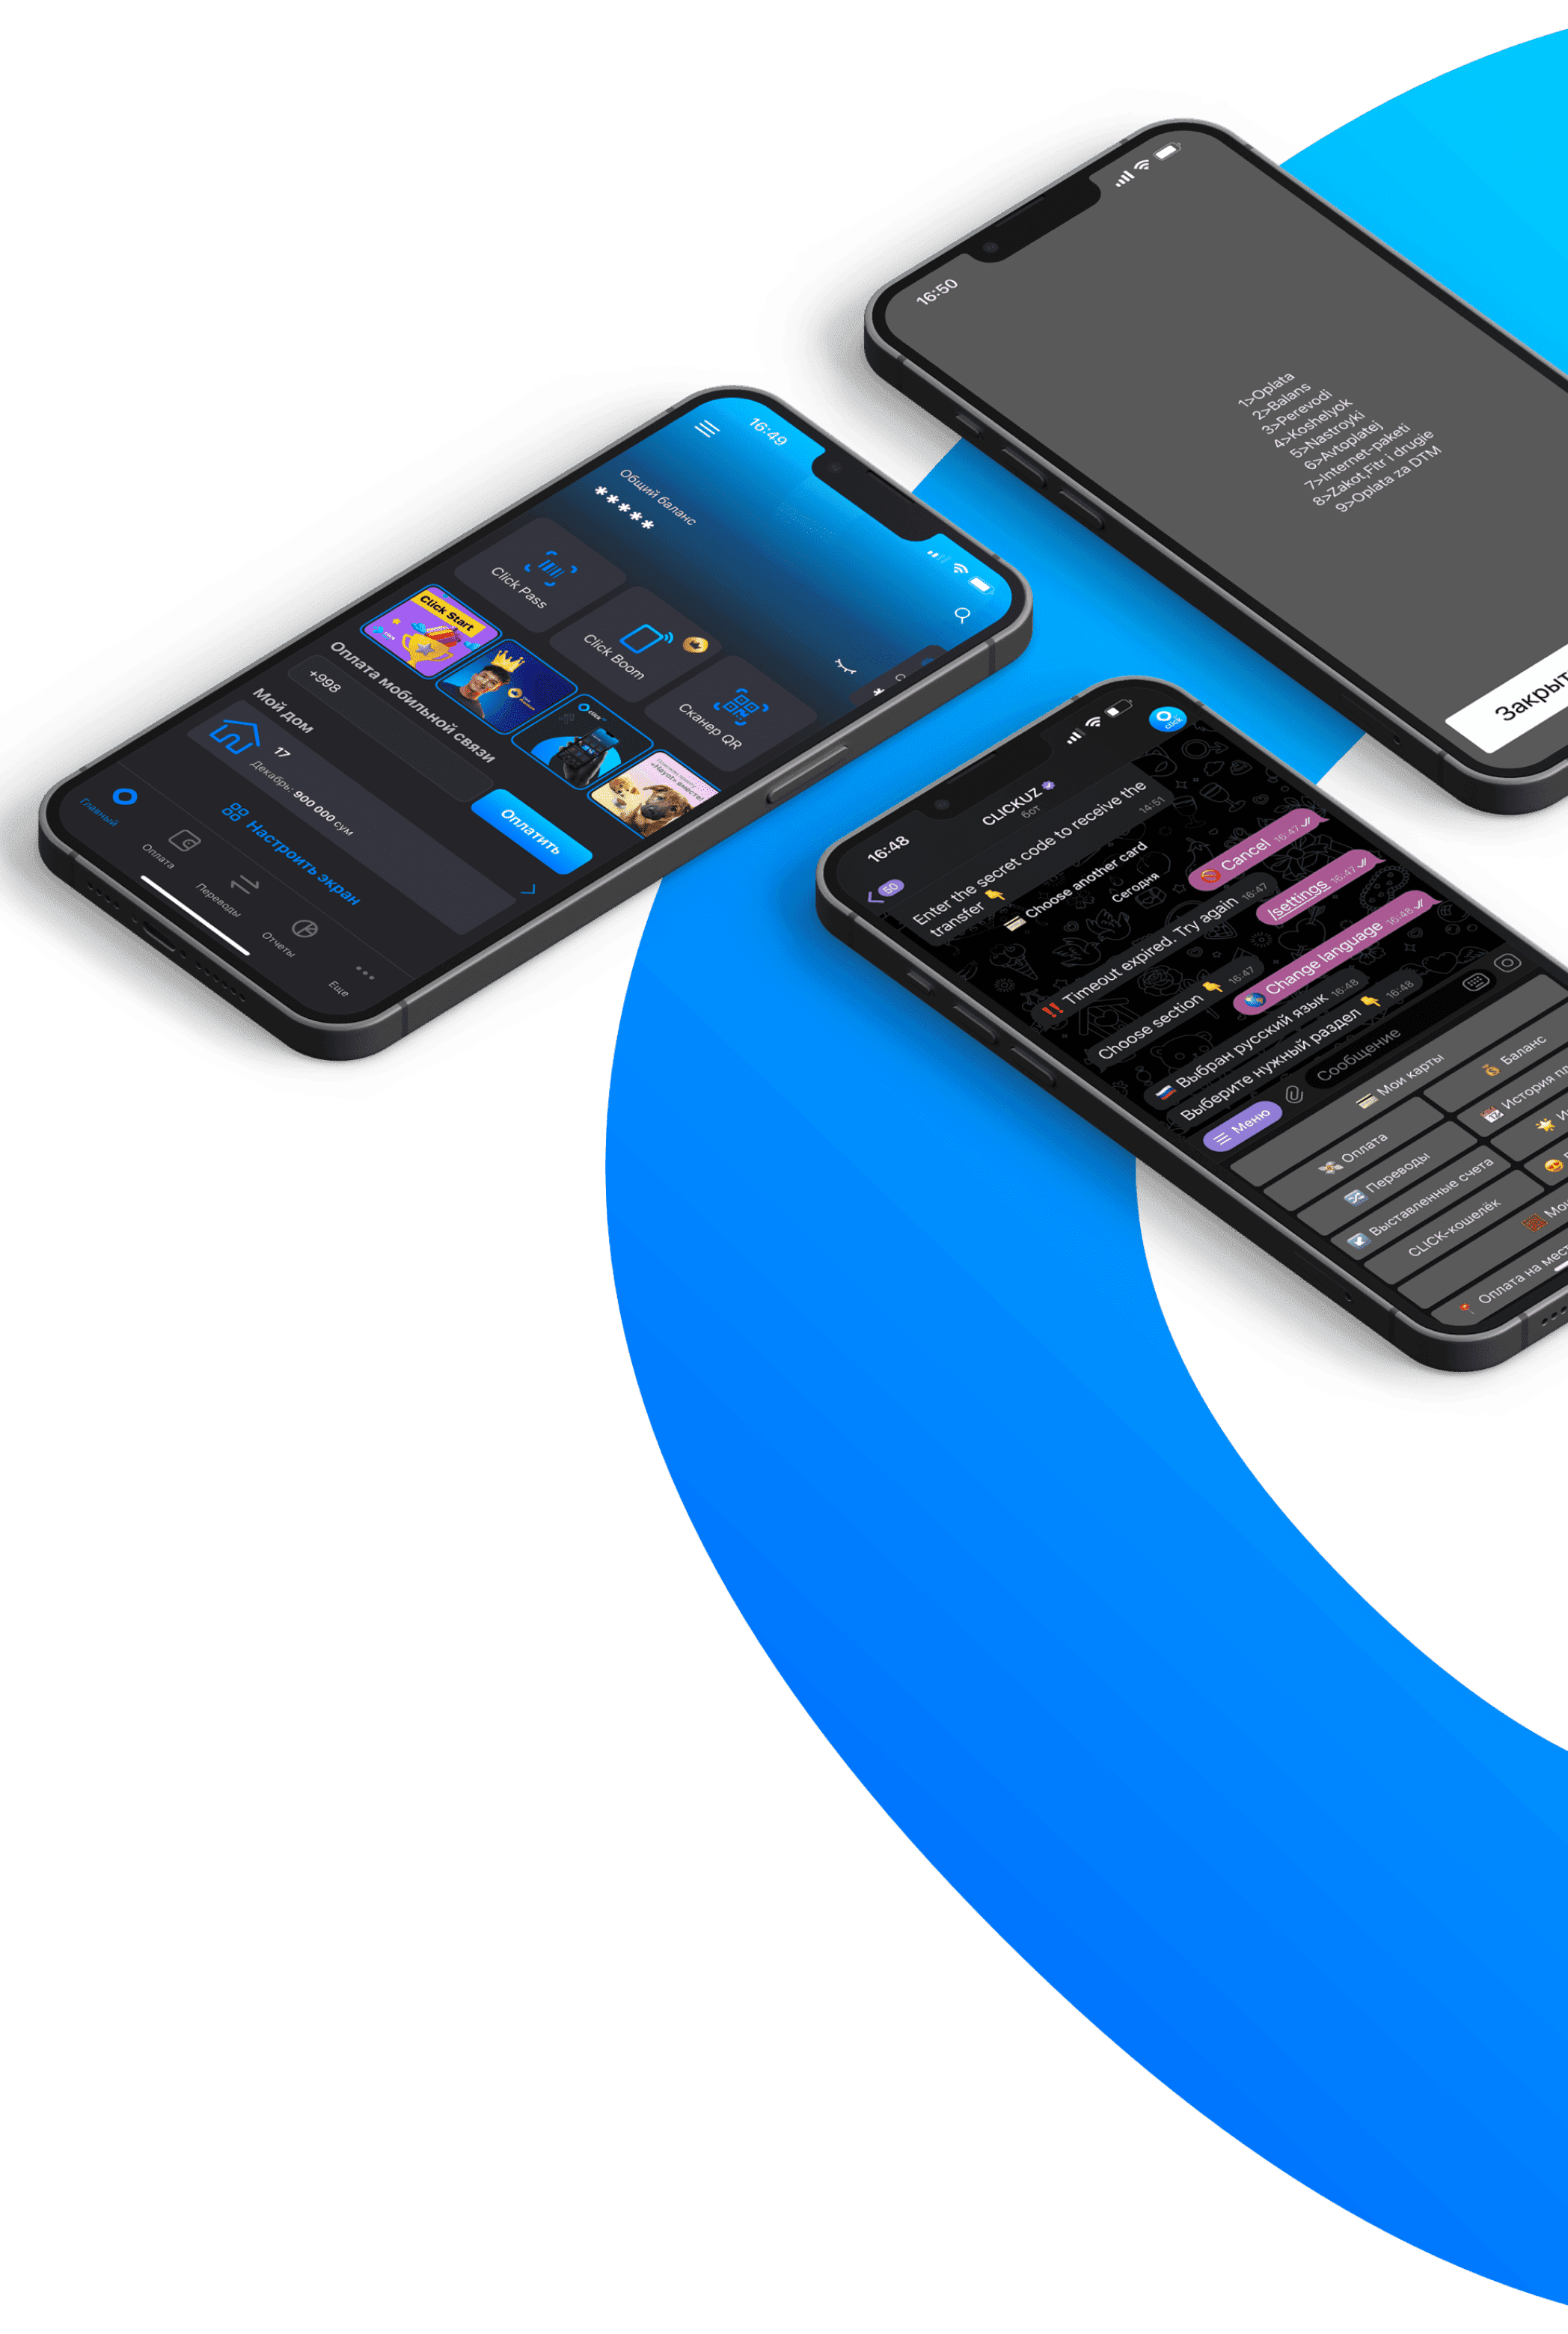 16:50
1>Oplata
2>Balans
3>Perevodi
4>Koshelyok
5>Nastroyki
6>Avtoplatej
7>Internet-paketi
8>Zakot,Fitr i drugie
9>Oplata za DTM
16:49
Общий баланс
*****
Click Pass
Click Boom
Сканер QR
Click Start
click
«Hayot» вместе!
Оплата мобильной связи
+998
Оплатить
Мой дом
17
Декабрь: 900 000 сум
Настроить экран
Главный
Оплата
Переводы
Отчеты
Еще
16:48
50
CLICKUZ
бот
click
Enter the secret code to receive the
transfer 👇 14:51
💳 Choose another card
Сегодня
🚫 Cancel 16:47
‼️ Timeout expired. Try again 16:47
/settings 16:47
Choose section 👇 16:47
🌏 Change language 16:48
🇷🇺 Выбран русский язык 16:48
Выберите нужный раздел 👇 16:48
Меню
Сообщение
💳 Мои карты
💸 Оплата
💰 Баланс
🔀 Переводы
📆 История
↙️ Выставленные счета
CLICK-кошелёк
Оплата на